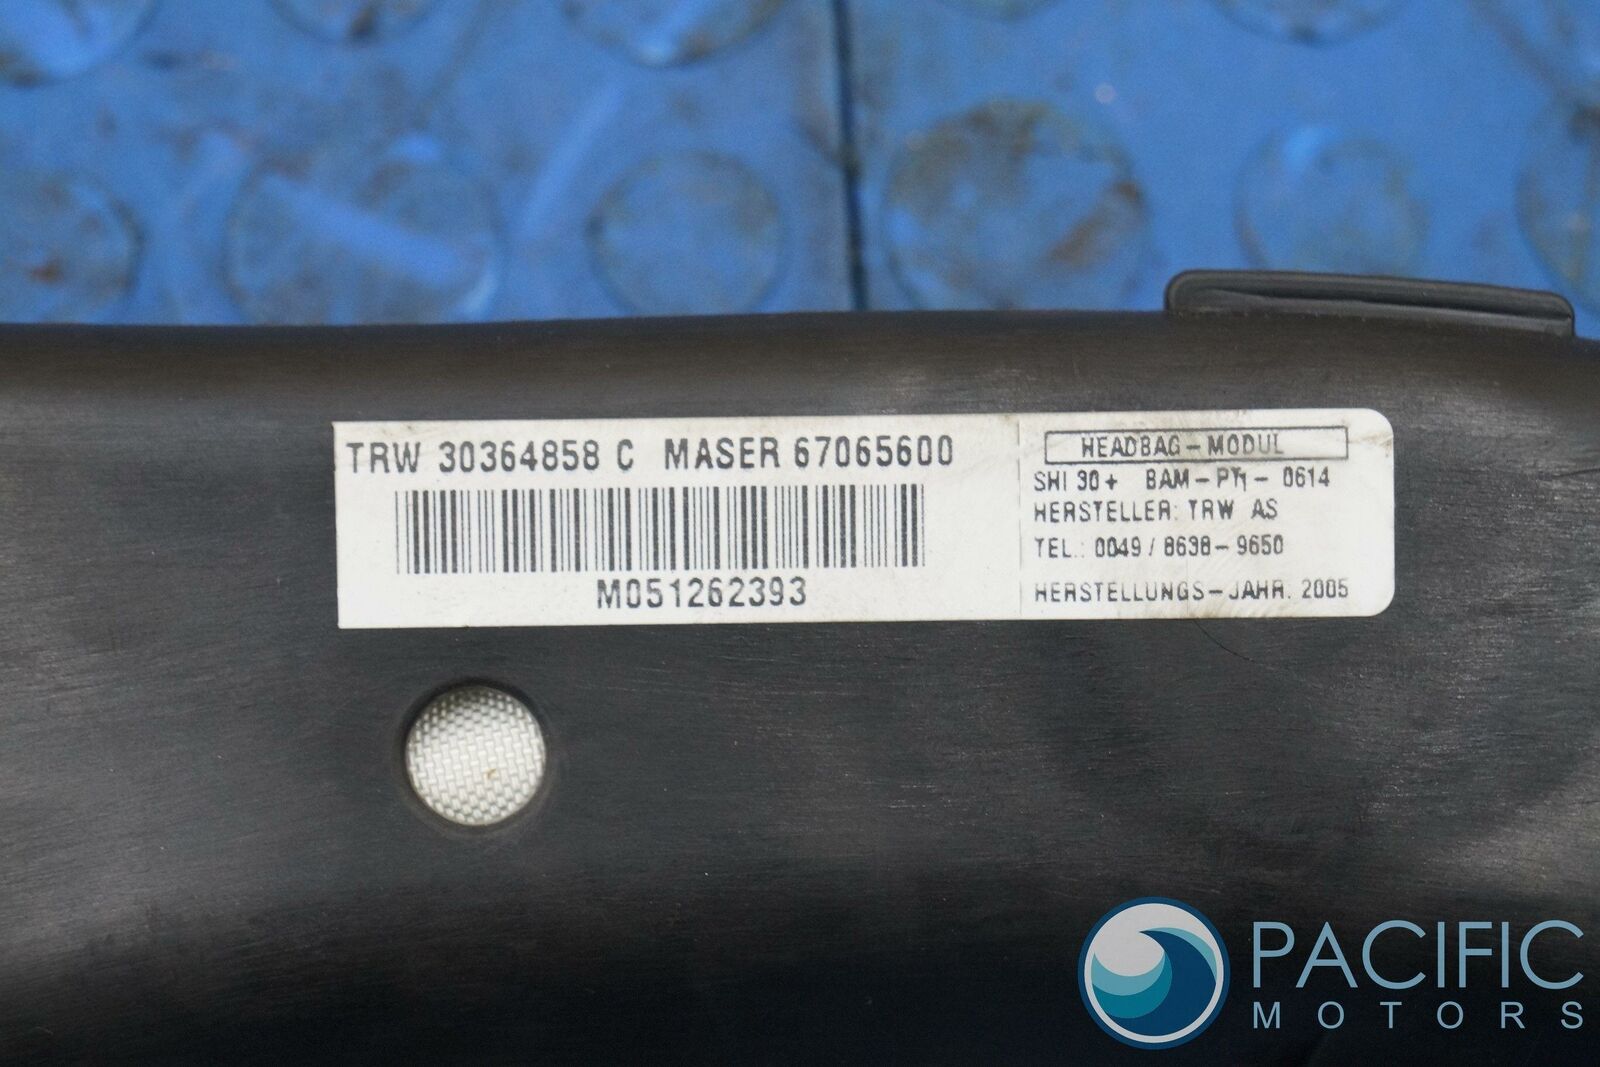 TRW 30364858 C MASER 67065600
M051262393
HEADBAG-MODUL
SHI 30+ BAM-PT1-0614
HERSTELLER: TRW AS
TEL.: 0049/8638-9650
HERSTELLUNGS-JAHR: 2005
PACIFIC
MOTORS